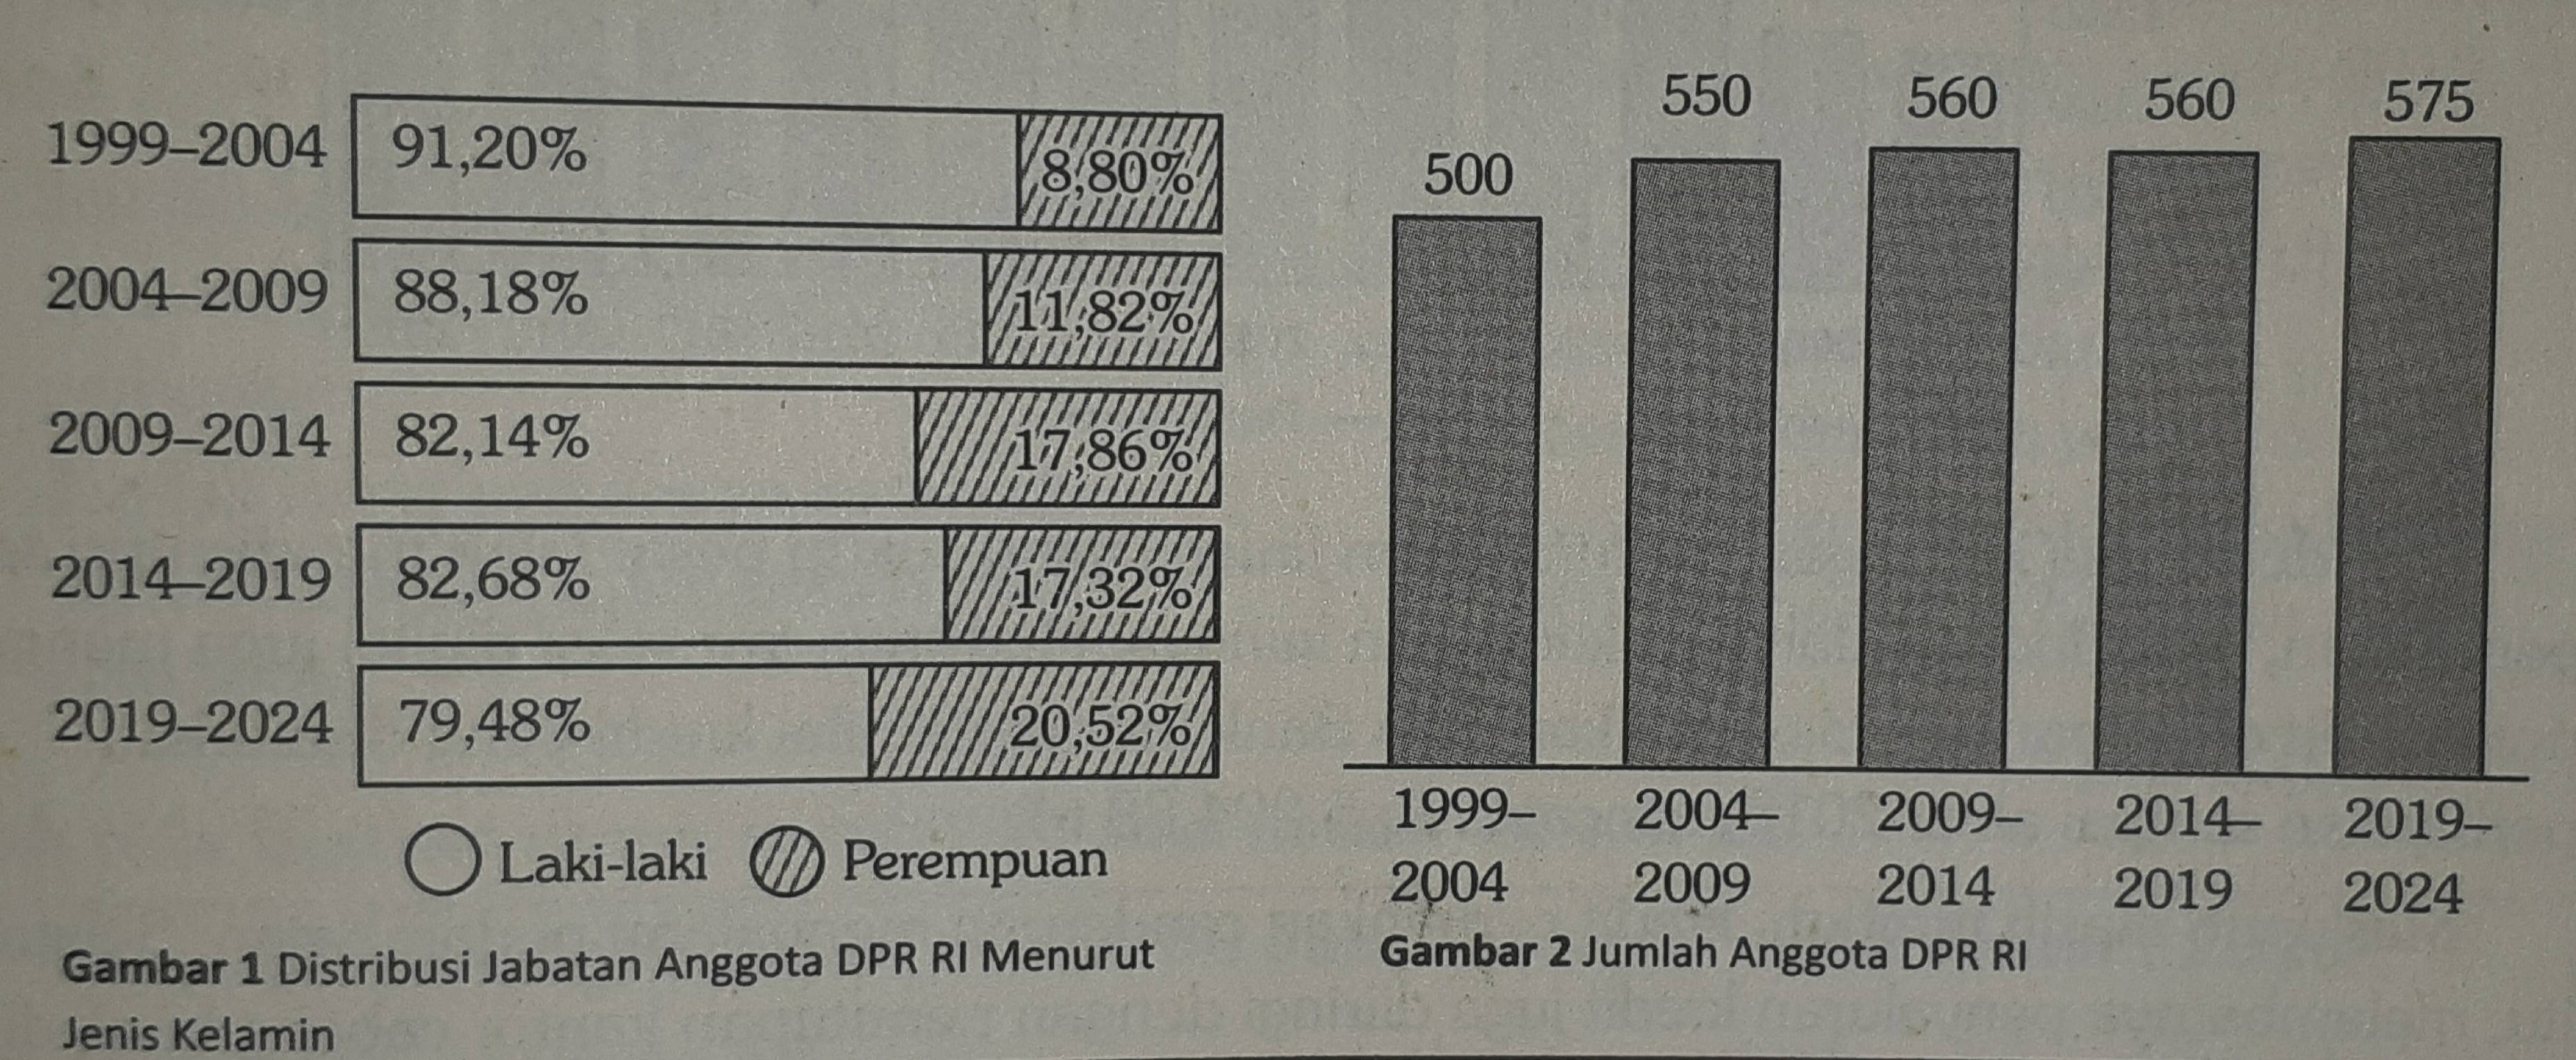 1999–2004 91,20% 8,80%
2004–2009 88,18% 11,82%
2009–2014 82,14% 17,86%
2014–2019 82,68% 17,32%
2019–2024 79,48% 20,52%
Laki-laki Perempuan
Gambar 1 Distribusi Jabatan Anggota DPR RI Menurut
Jenis Kelamin
500 550 560 560 575
1999– 2004– 2009– 2014– 2019–
2004 2009 2014 2019 2024
Gambar 2 Jumlah Anggota DPR RI